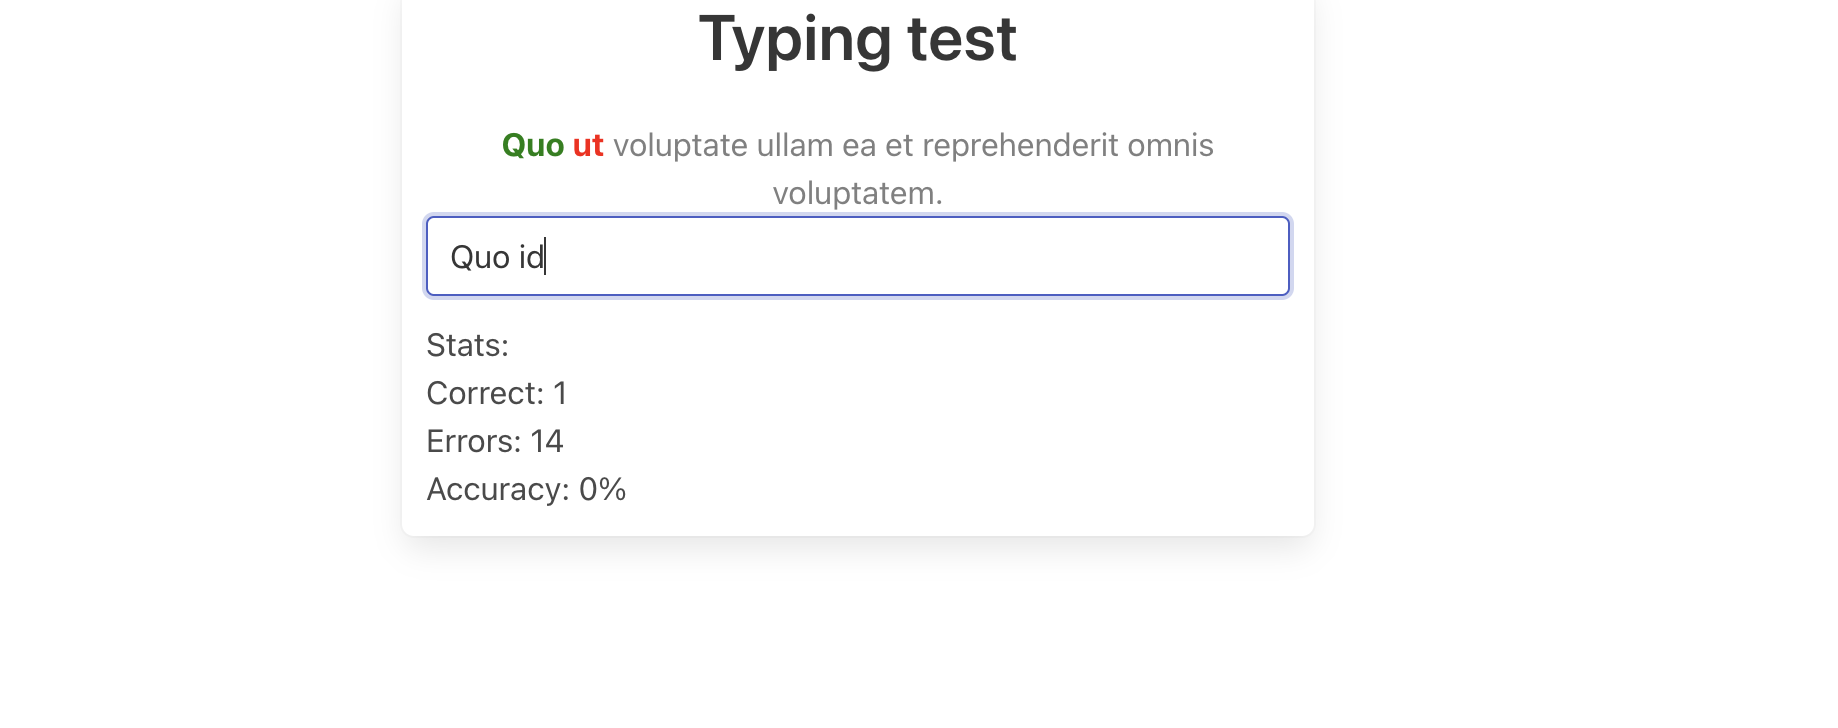 Typing test
Quo ut voluptate ullam ea et reprehenderit omnis
voluptatem.
Quo id
Stats:
Correct: 1
Errors: 14
Accuracy: 0%